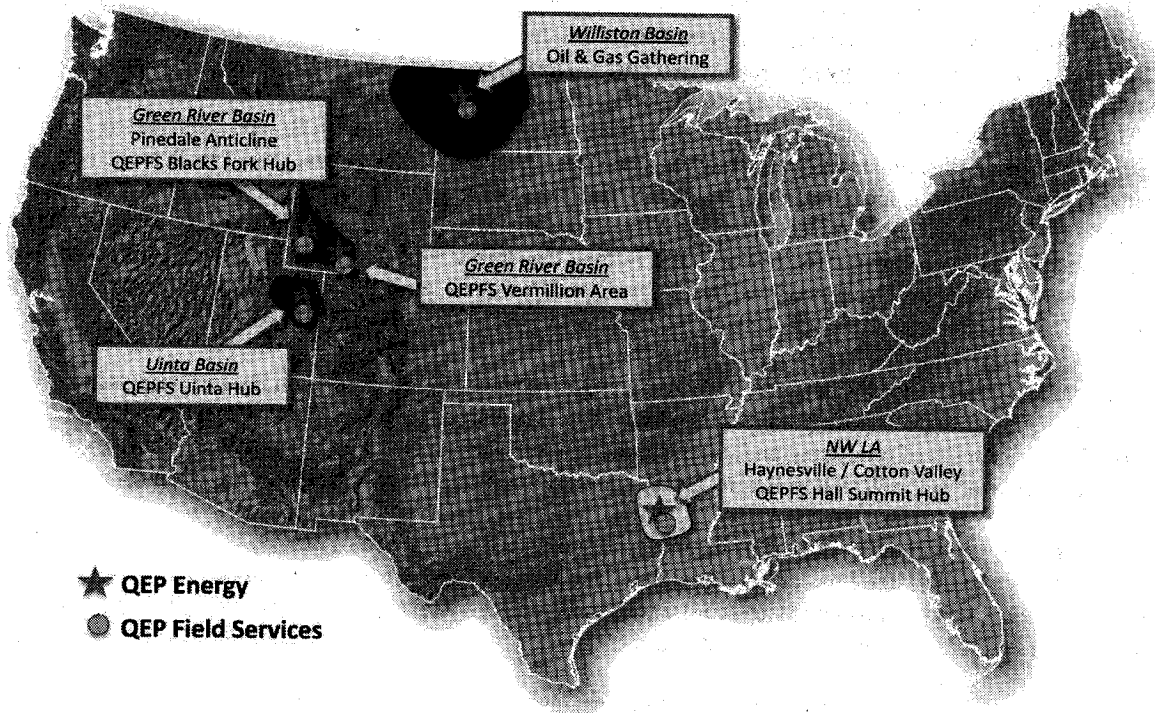 Williston Basin
Oil & Gas Gathering
Green River Basin
Pinedale Anticline
QEPFS Blacks Fork Hub
Green River Basin
QEPFS Vermillion Area
Uinta Basin
QEPFS Uinta Hub
NW LA
Haynesville / Cotton Valley
QEPFS Hall Summit Hub
QEP Energy
QEP Field Services